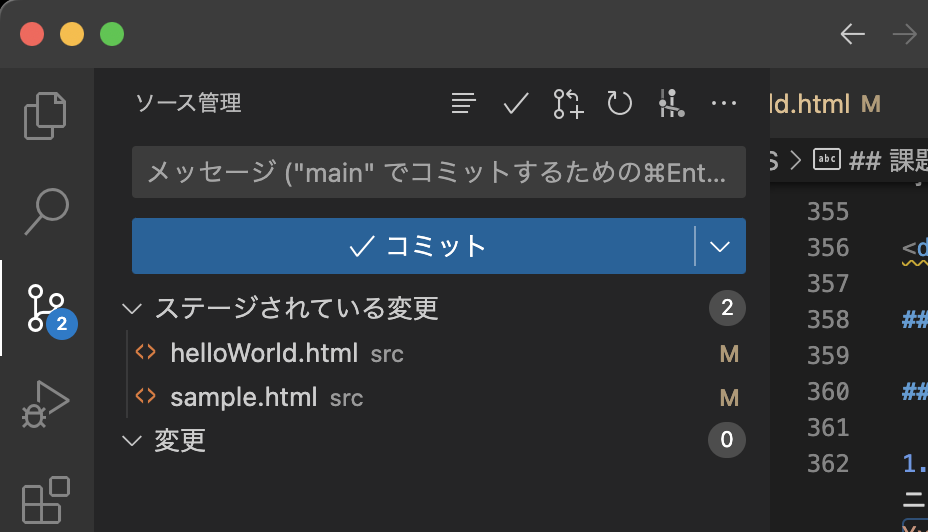 ソース管理
メッセージ ("main" でコミットするための⌘Ent...
コミット
ステージされている変更 2
helloWorld.html src M
sample.html src M
変更 0
2
ld.html M
S > abc ## 課題
355
356 <d
357
358 ##
359
360 ##
361
362 1.
ニ